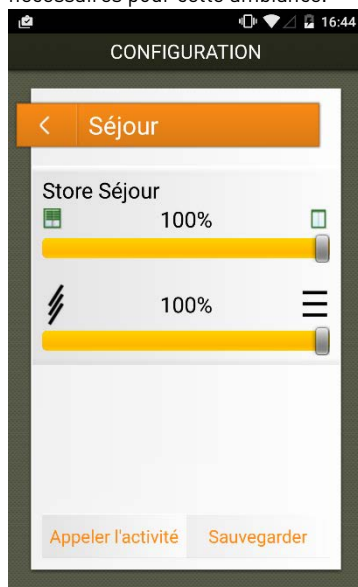 nécessaires pour cette ambiance.
16:44
CONFIGURATION
Séjour
Store Séjour
100%
100%
Appeler l'activité Sauvegarder